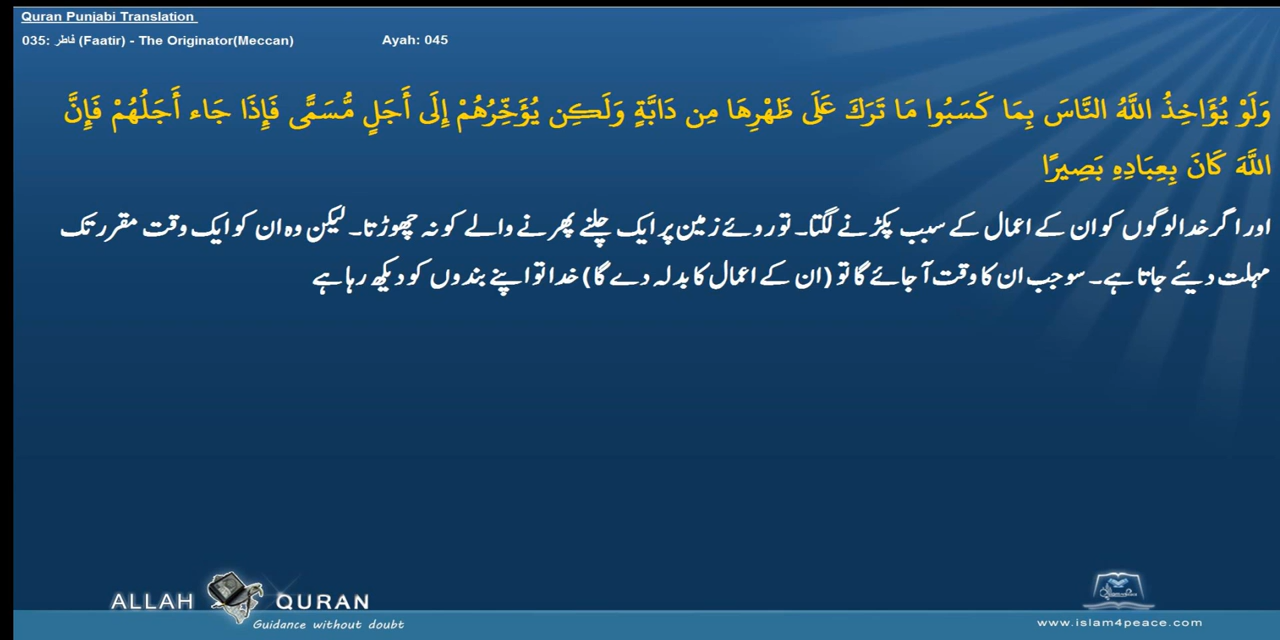 Quran Punjabi Translation
035: فاطر (Faatir) - The Originator(Meccan) Ayah: 045
وَلَوْ يُؤَاخِذُ اللَّهُ النَّاسَ بِمَا كَسَبُوا مَا تَرَكَ عَلَى ظَهْرِهَا مِن دَابَّةٍ وَلَكِن يُؤَخِّرُهُمْ إِلَى أَجَلٍ مُّسَمًّى فَإِذَا جَاء أَجَلُهُمْ فَإِنَّ
اللَّهَ كَانَ بِعِبَادِهِ بَصِيرًا
اور اگر خدا لوگوں کو ان کے اعمال کے سبب پکڑنے لگتا۔ تو روئے زمین پر ایک چلنے پھرنے والے کو نہ چھوڑتا۔ لیکن وہ ان کو ایک وقت مقرر تک
مہلت دیئے جاتا ہے۔ سو جب ان کا وقت آ جائے گا تو (ان کے اعمال کا بدلہ دے گا) خدا تو اپنے بندوں کو دیکھ رہا ہے
ALLAH QURAN
Guidance without doubt
www.islam4peace.com